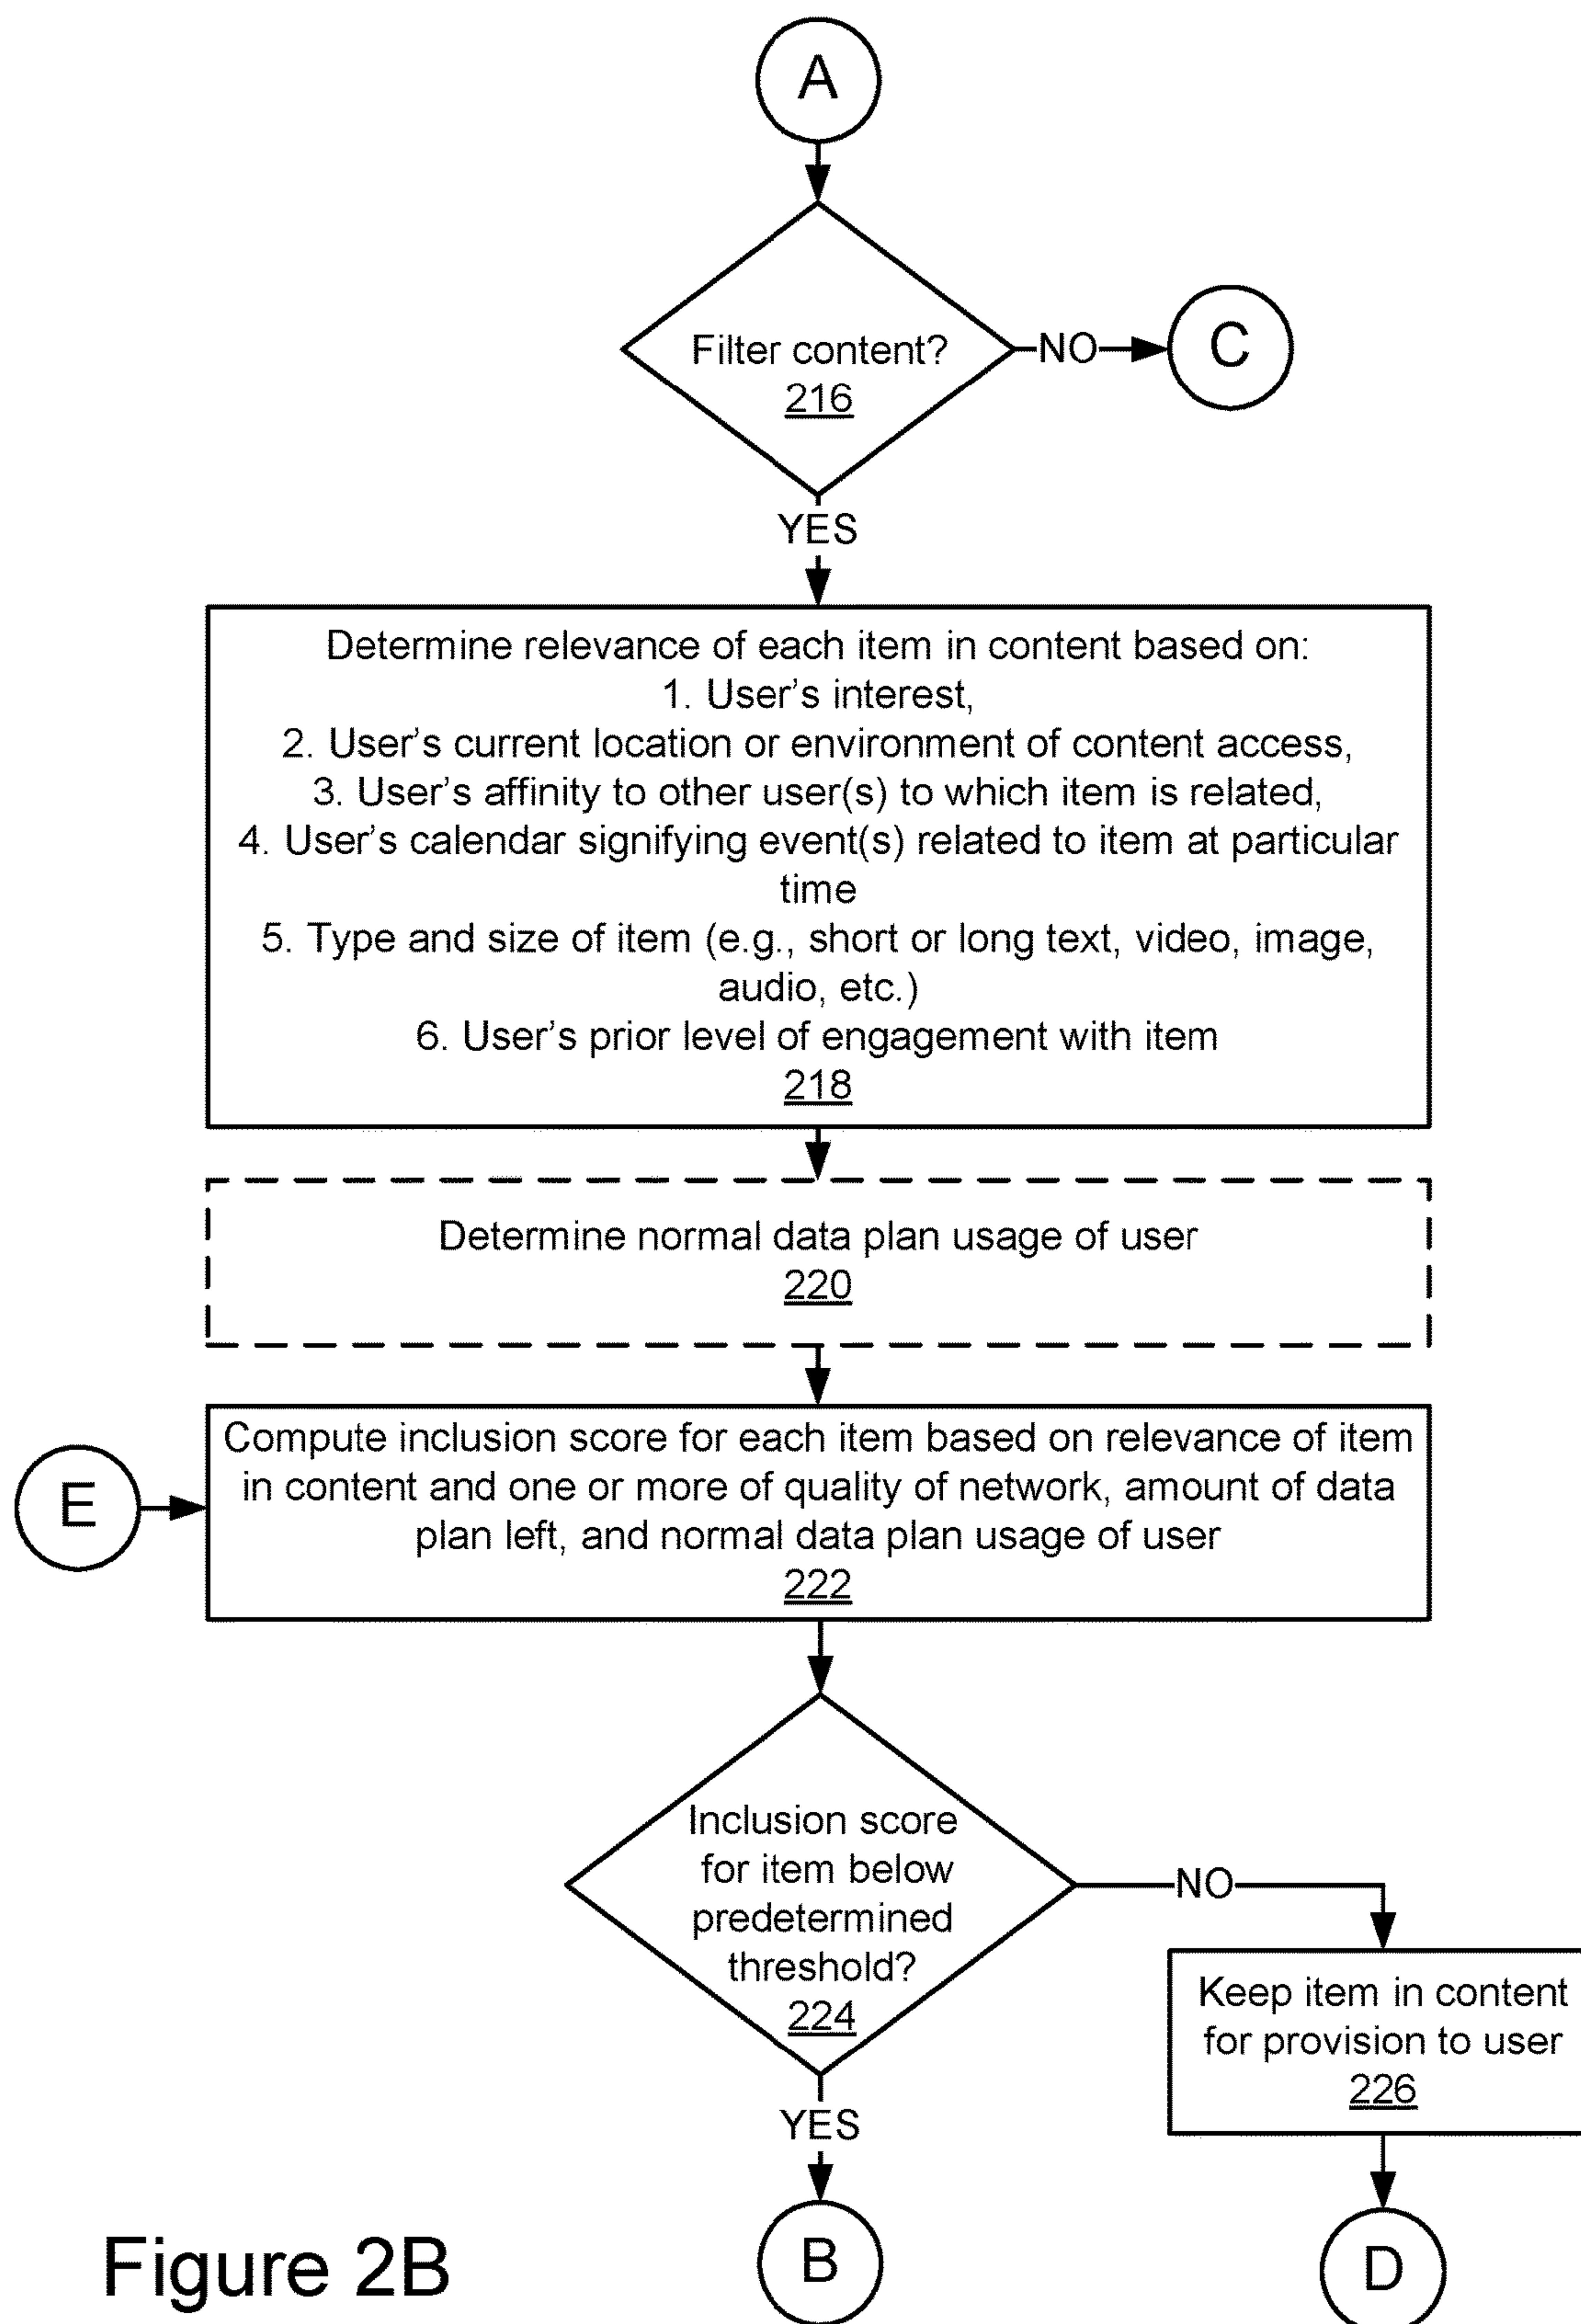 A
Filter content?
216
NO
C
YES
Determine relevance of each item in content based on:
1. User's interest,
2. User's current location or environment of content access,
3. User's affinity to other user(s) to which item is related,
4. User's calendar signifying event(s) related to item at particular
time
5. Type and size of item (e.g., short or long text, video, image,
audio, etc.)
6. User's prior level of engagement with item
218
Determine normal data plan usage of user
220
E
Compute inclusion score for each item based on relevance of item
in content and one or more of quality of network, amount of data
plan left, and normal data plan usage of user
222
Inclusion score
for item below
predetermined
threshold?
224
NO
Keep item in content
for provision to user
226
YES
B
D
Figure 2B